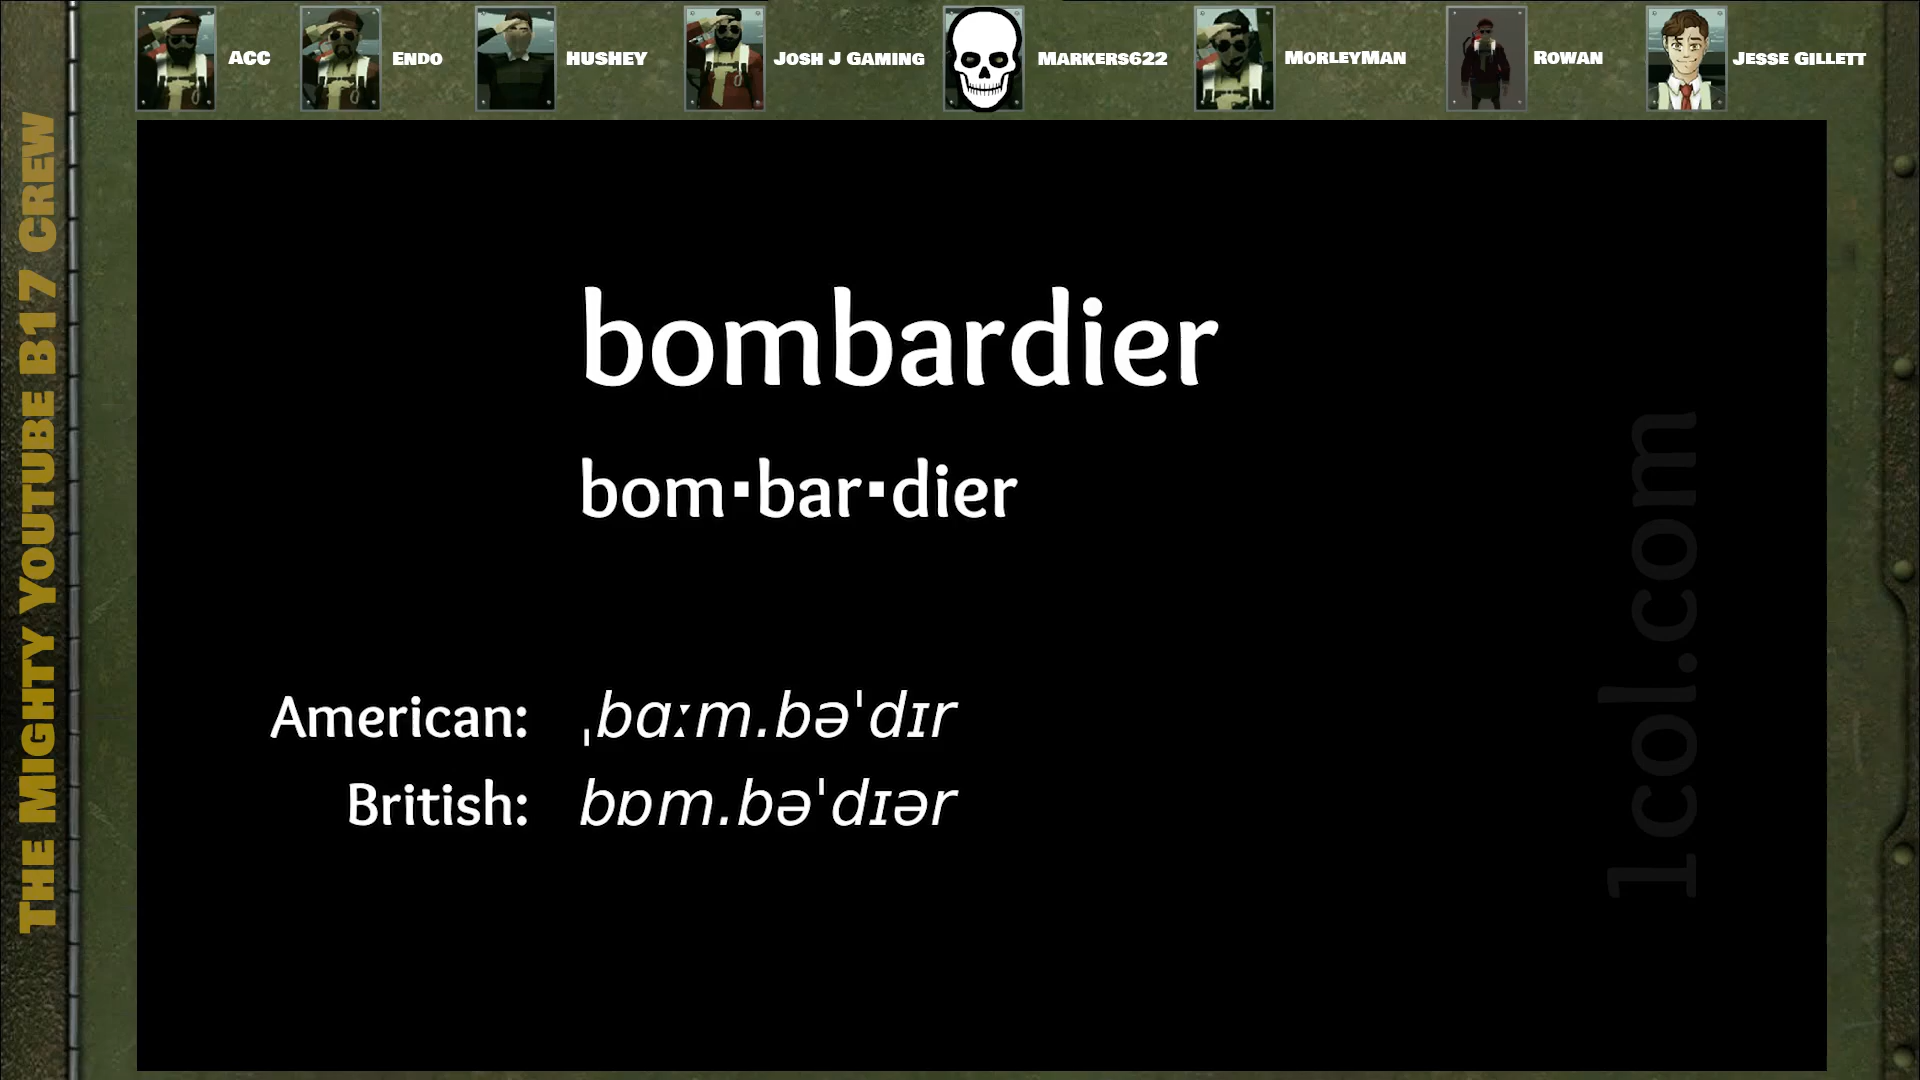 ACC
Endo
HUSHEY
Josh J Gaming
Markers622
MorleyMan
Rowan
Jesse Gillett
The Mighty YouTube B17 Crew
bombardier
bom▪bar▪dier
American: ˌbɑːm.bəˈdɪr
British: bɒm.bəˈdɪər
1col.com